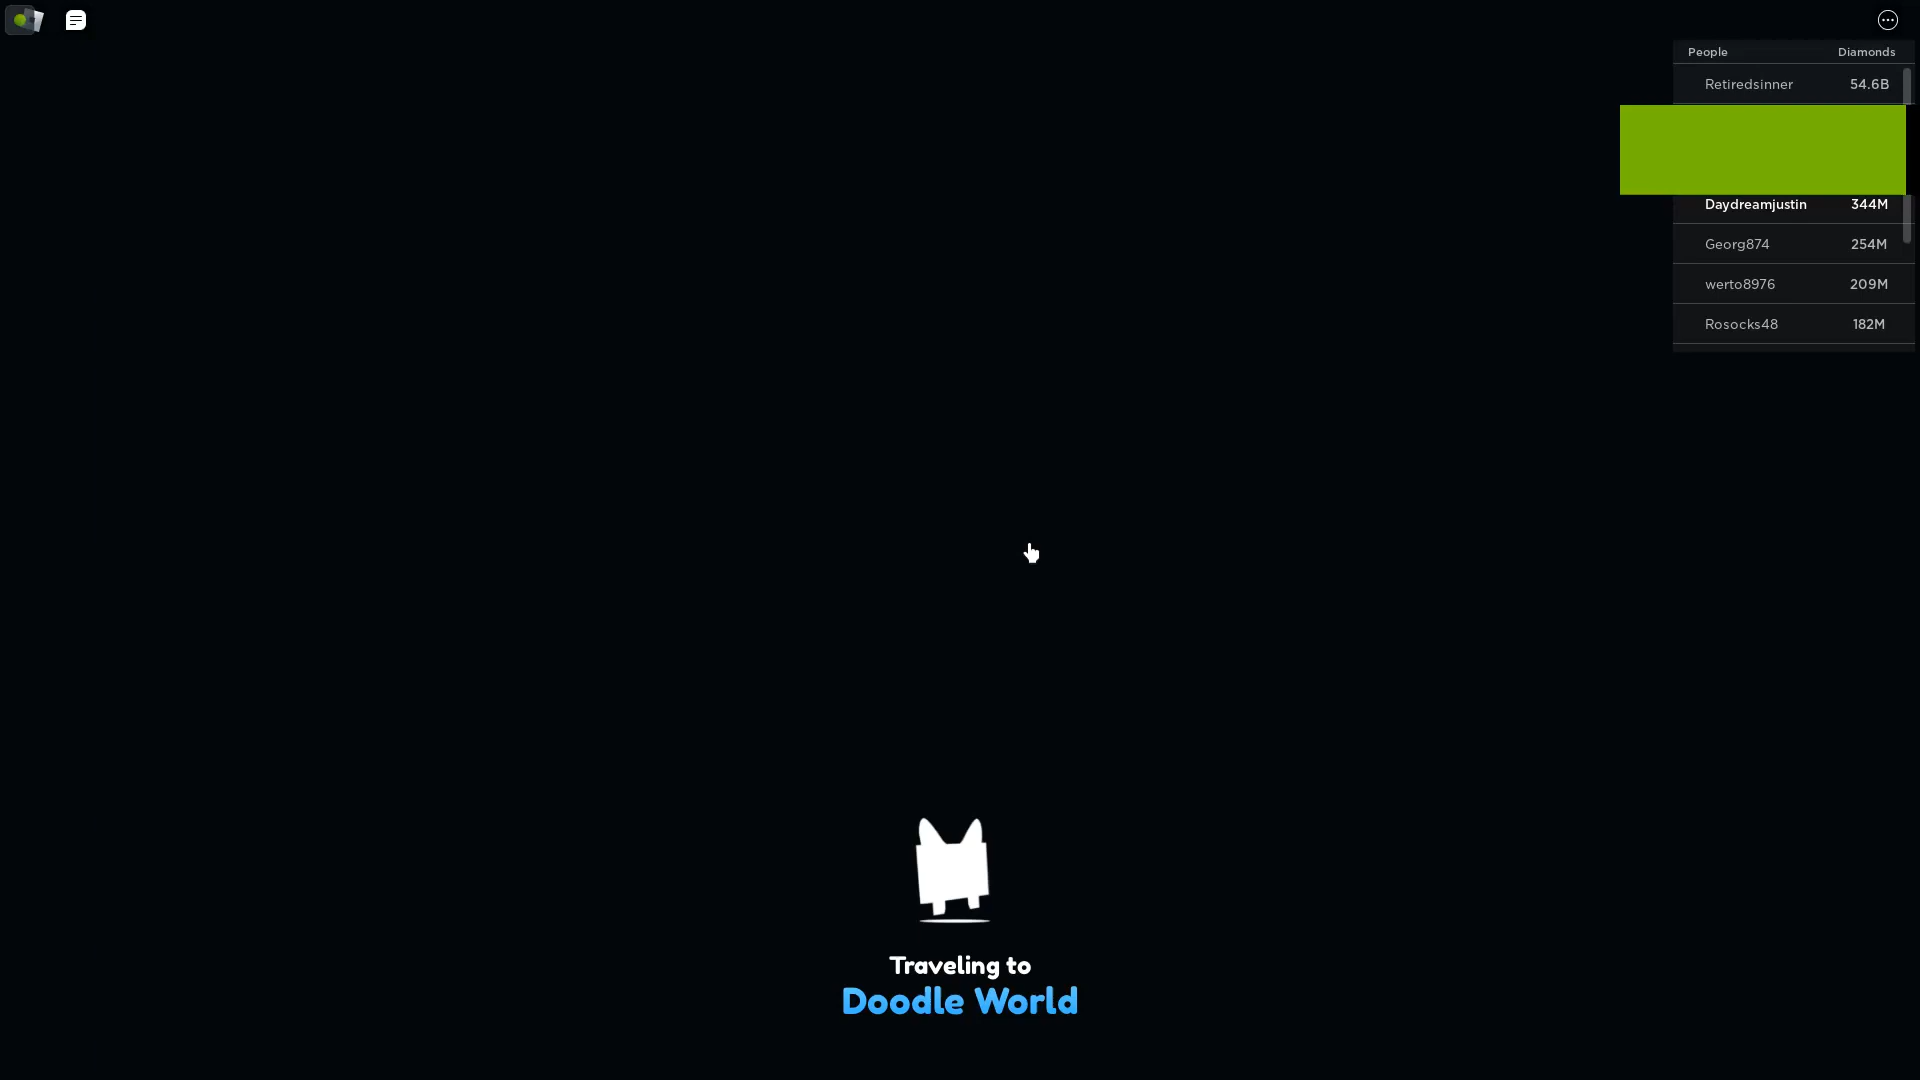 People Diamonds
Retiredsinner 54.6B
Daydreamjustin 344M
Georg874 254M
werto8976 209M
Rosocks48 182M
Traveling to
Doodle World